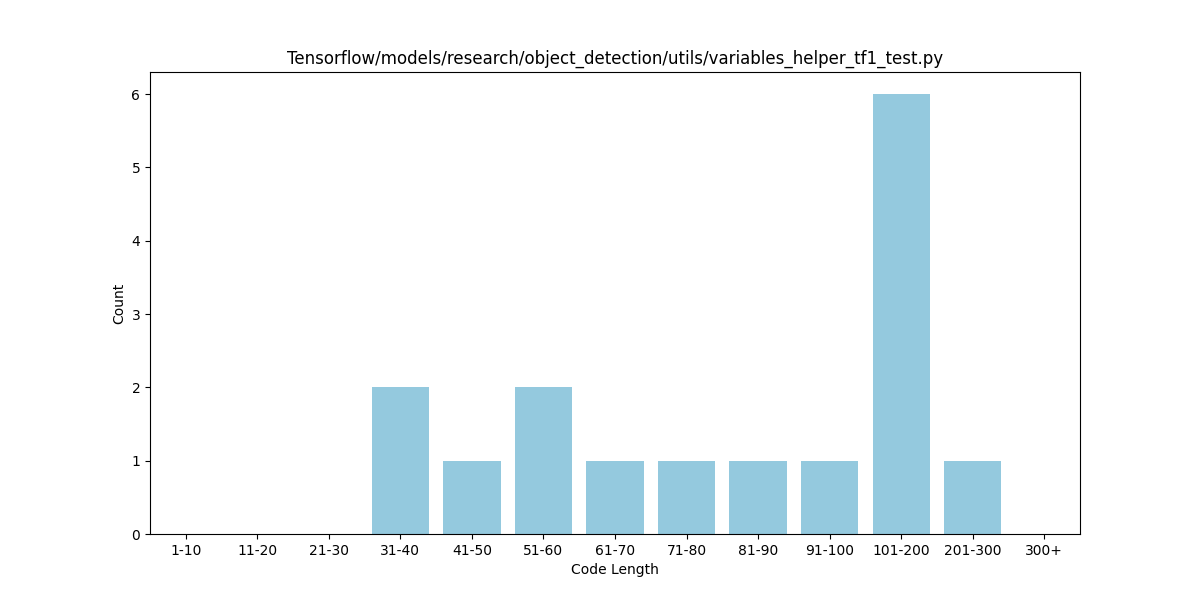 Tensorflow/models/research/object_detection/utils/variables_helper_tf1_test.py
6
5
4
3
2
1
0
Count
1-10 11-20 21-30 31-40 41-50 51-60 61-70 71-80 81-90 91-100 101-200 201-300 300+
Code Length